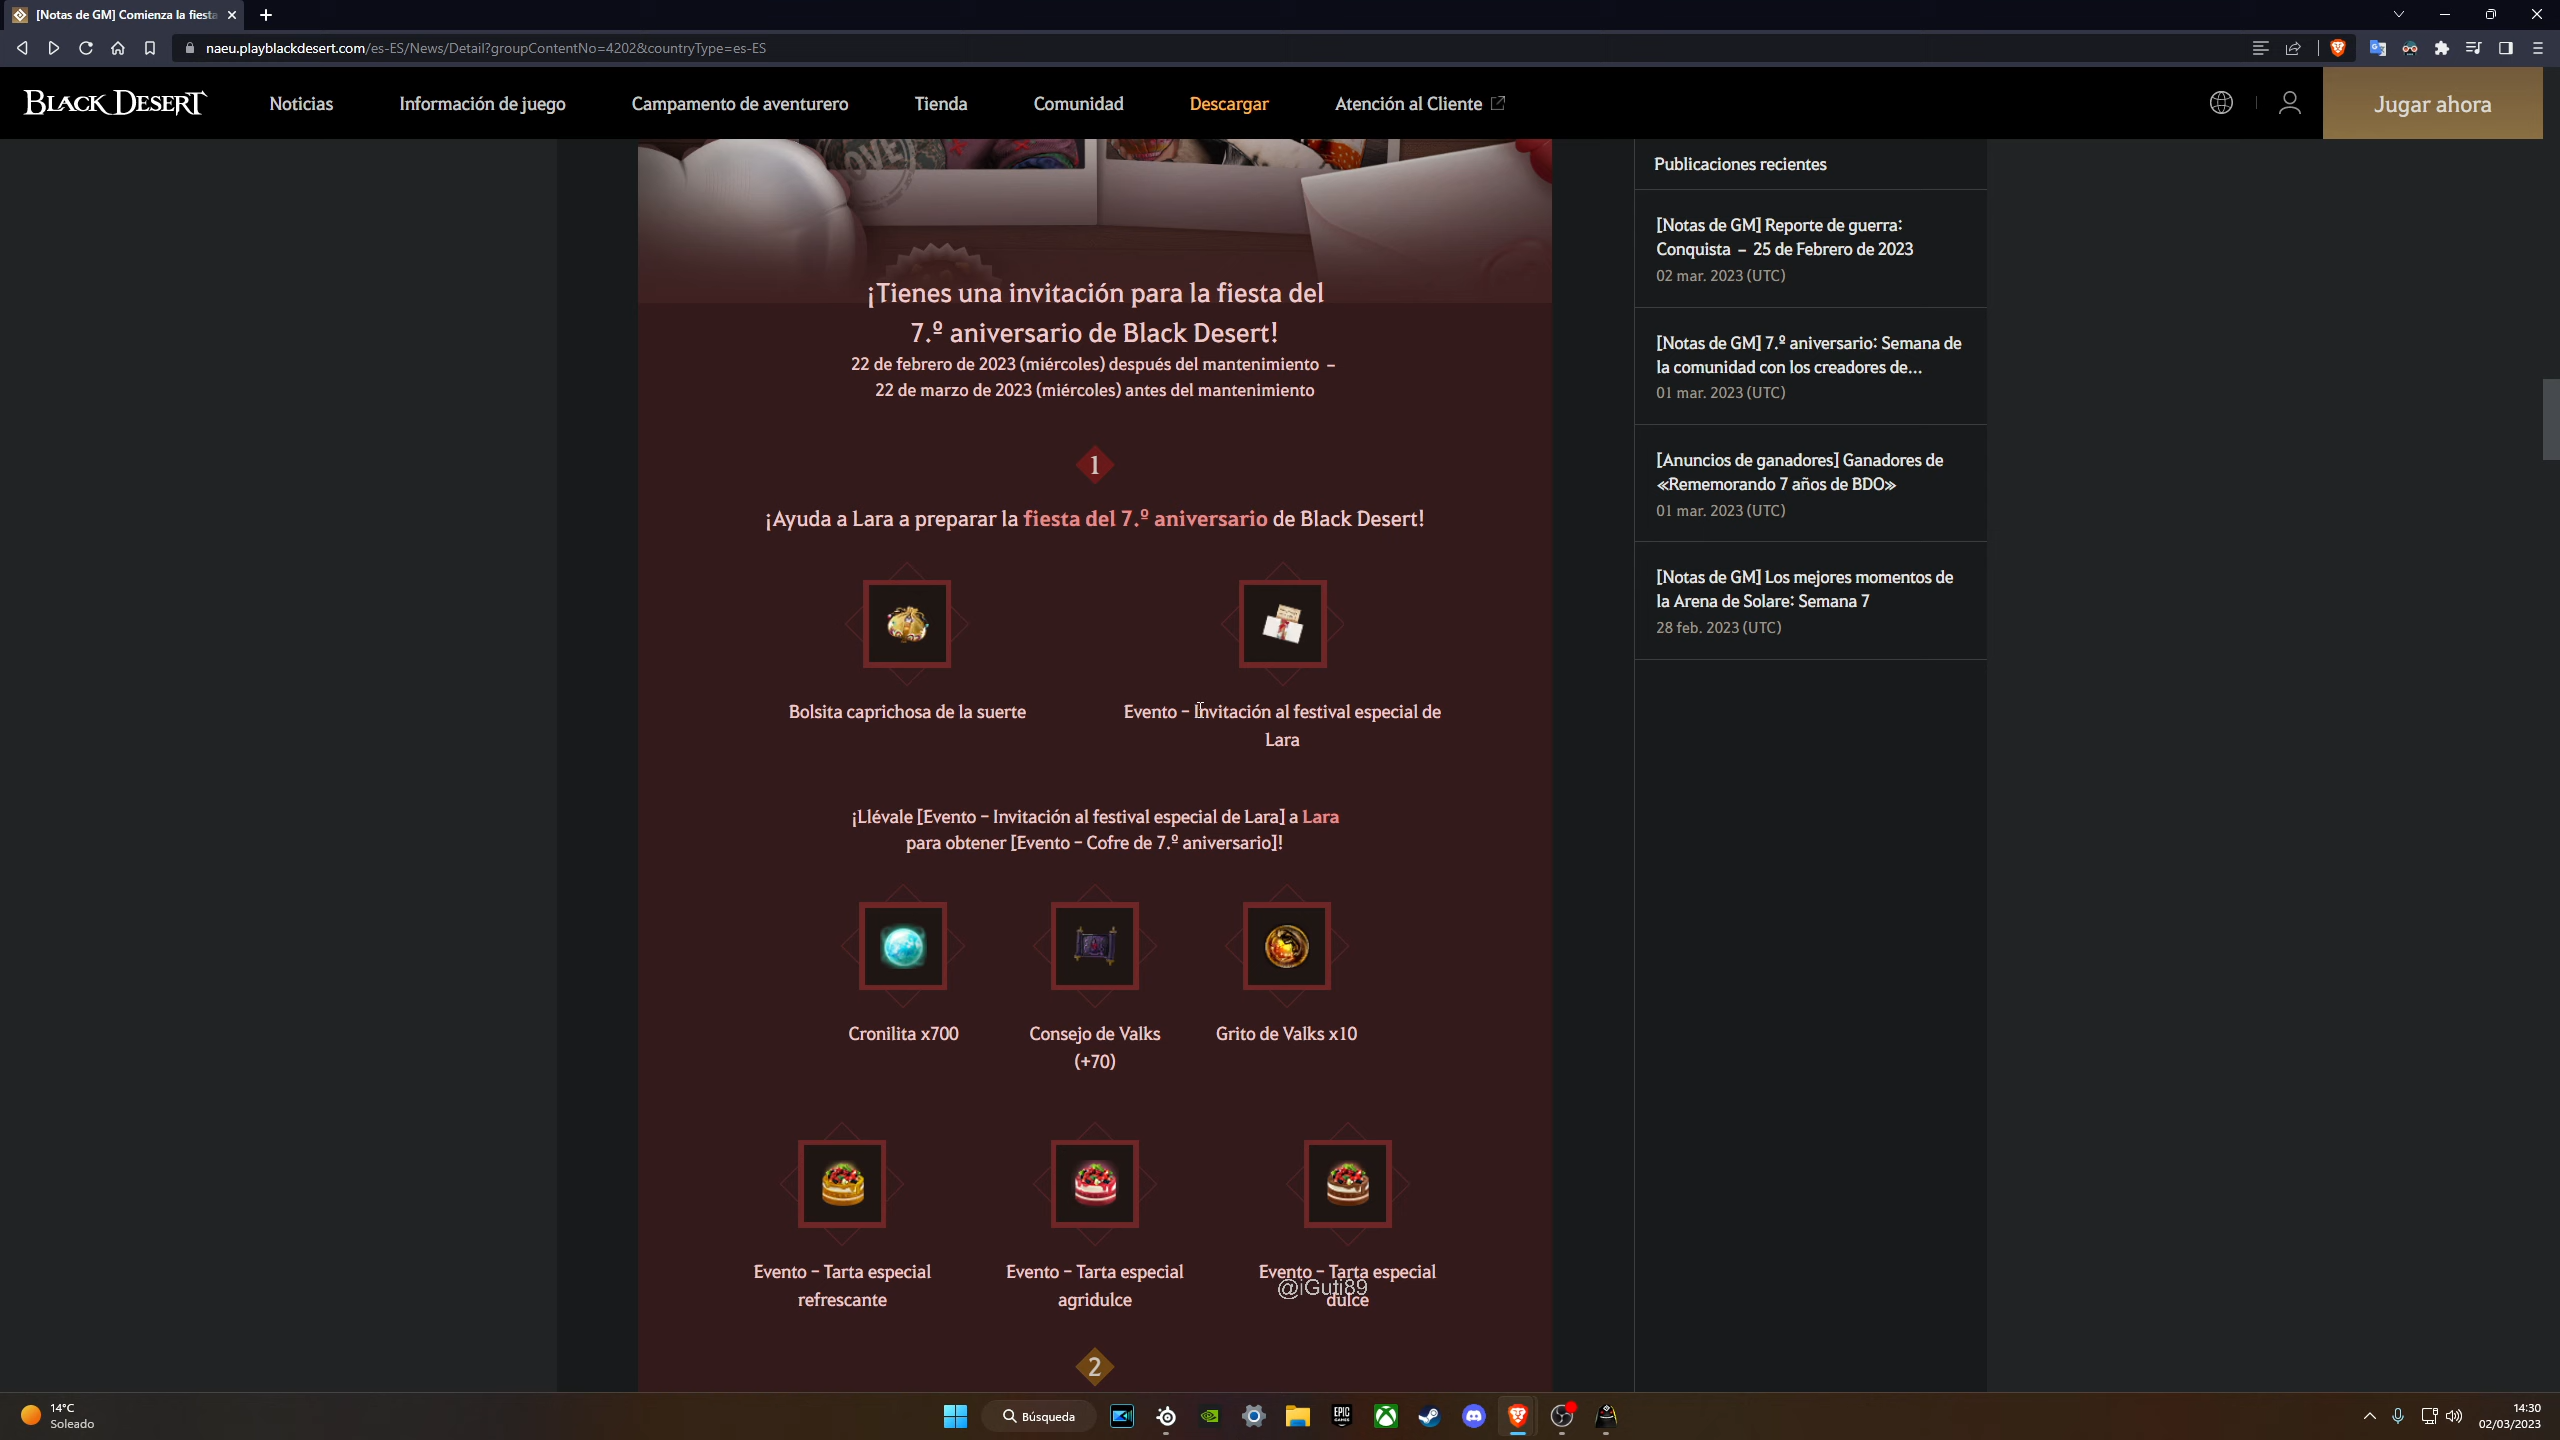 [Notas de GM] Comienza la fiesta
naeu.playblackdesert.com/es-ES/News/Detail?groupContentNo=4202&countryType=es-ES
BLACK DESERT
Noticias
Información de juego
Campamento de aventurero
Tienda
Comunidad
Descargar
Atención al Cliente
Jugar ahora
LOVE
¡Tienes una invitación para la fiesta del
7.º aniversario de Black Desert!
22 de febrero de 2023 (miércoles) después del mantenimiento –
22 de marzo de 2023 (miércoles) antes del mantenimiento
1
¡Ayuda a Lara a preparar la fiesta del 7.º aniversario de Black Desert!
Bolsita caprichosa de la suerte
Evento – Invitación al festival especial de
Lara
¡Llévale [Evento – Invitación al festival especial de Lara] a Lara
para obtener [Evento – Cofre de 7.º aniversario]!
Cronilita x700
Consejo de Valks
(+70)
Grito de Valks x10
Evento – Tarta especial
refrescante
Evento – Tarta especial
agridulce
Evento – Tarta especial
dulce
@iGuti89
2
Publicaciones recientes
[Notas de GM] Reporte de guerra:
Conquista – 25 de Febrero de 2023
02 mar. 2023 (UTC)
[Notas de GM] 7.º aniversario: Semana de
la comunidad con los creadores de...
01 mar. 2023 (UTC)
[Anuncios de ganadores] Ganadores de
«Rememorando 7 años de BDO»
01 mar. 2023 (UTC)
[Notas de GM] Los mejores momentos de
la Arena de Solare: Semana 7
28 feb. 2023 (UTC)
14°C
Soleado
Búsqueda
EPIC
GAMES
14:30
02/03/2023